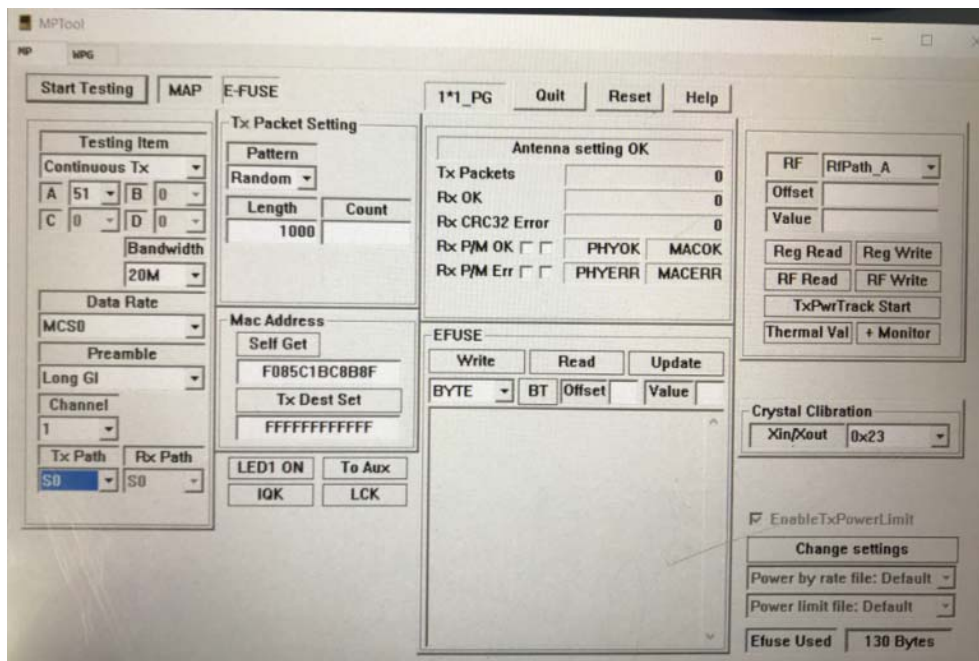 MPTool
MP WPG
Start Testing MAP E-FUSE 1*1_PG Quit Reset Help
Testing Item
Continuous Tx
A 51 B 0
C 0 D 0
Bandwidth
20M
Data Rate
MCS0
Preamble
Long GI
Channel
1
Tx Path Rx Path
S0 S0
Tx Packet Setting
Pattern
Random
Length Count
1000
Mac Address
Self Get
F085C1BC8B8F
Tx Dest Set
FFFFFFFFFFFF
LED1 ON To Aux
IQK LCK
Antenna setting OK
Tx Packets 0
Rx OK 0
Rx CRC32 Error 0
Rx P/M OK PHYOK MACOK
Rx P/M Err PHYERR MACERR
EFUSE
Write Read Update
BYTE BT Offset Value
RF RfPath_A
Offset
Value
Reg Read Reg Write
RF Read RF Write
TxPwrTrack Start
Thermal Val + Monitor
Crystal Clibration
Xin/Xout 0x23
EnableTxPowerLimit
Change settings
Power by rate file: Default
Power limit file: Default
Efuse Used 130 Bytes